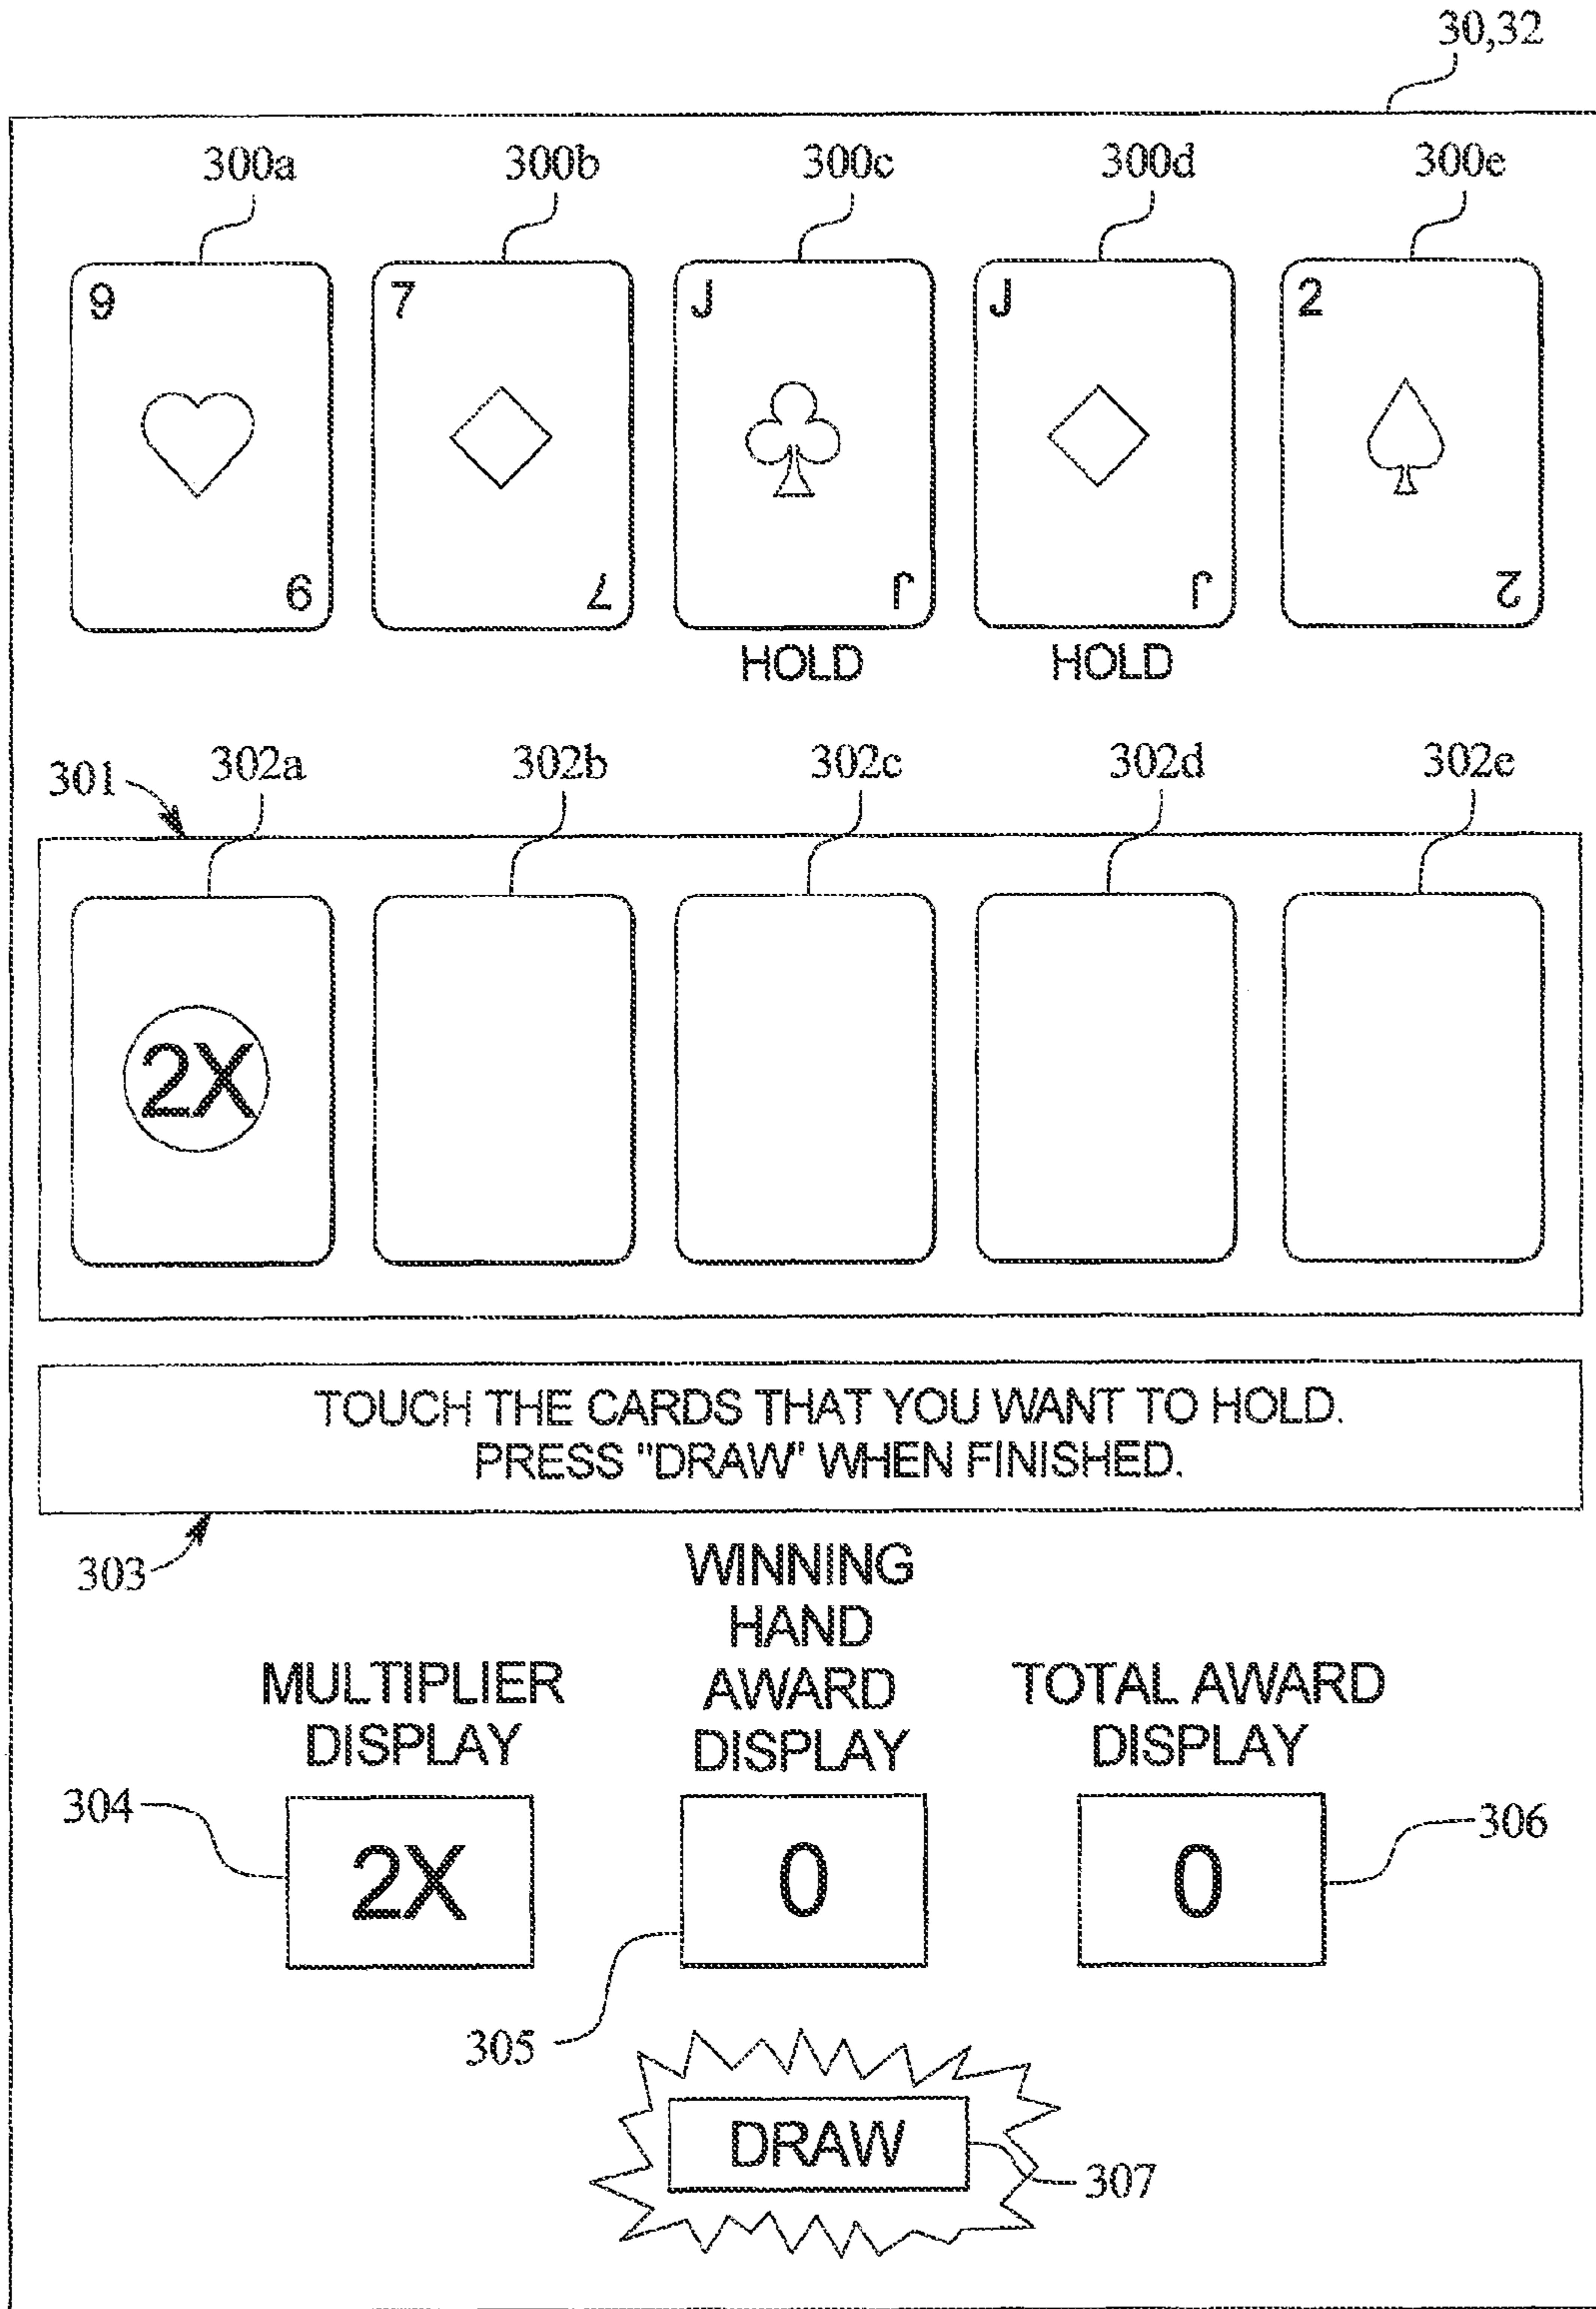 30,32
300a 300b 300c 300d 300e
9 7 J J 2
9 7 J J 2
HOLD HOLD
301 302a 302b 302c 302d 302e
2X
TOUCH THE CARDS THAT YOU WANT TO HOLD.
PRESS "DRAW" WHEN FINISHED.
303
MULTIPLIER
DISPLAY
WINNING
HAND
AWARD
DISPLAY
TOTAL AWARD
DISPLAY
304 2X 0 0 306
305
DRAW
307